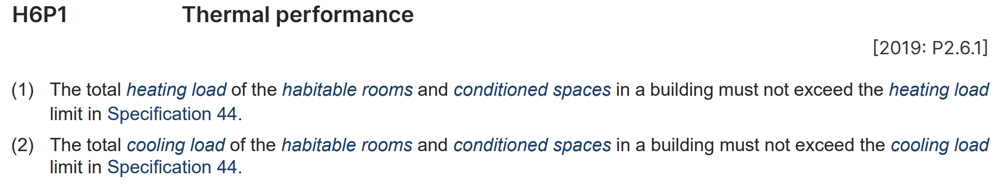 H6P1 Thermal performance
[2019: P2.6.1]
(1) The total heating load of the habitable rooms and conditioned spaces in a building must not exceed the heating load
limit in Specification 44.
(2) The total cooling load of the habitable rooms and conditioned spaces in a building must not exceed the cooling load
limit in Specification 44.